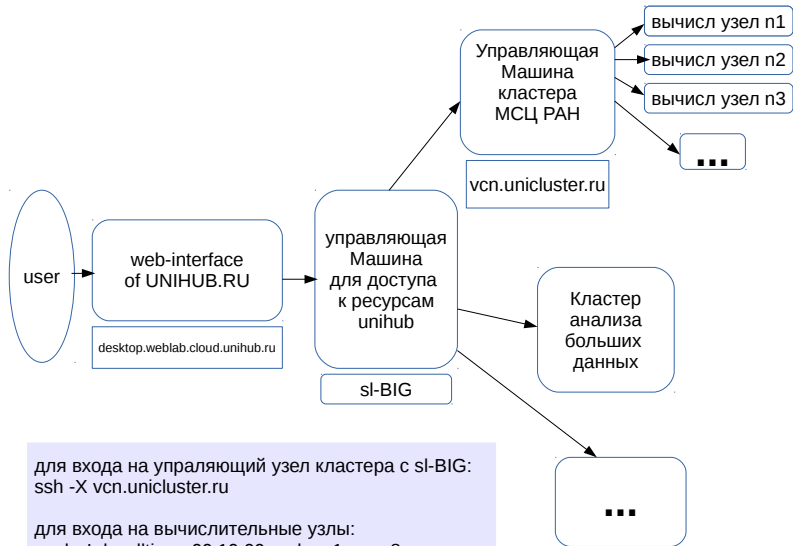 user
web-interface
of UNIHUB.RU
desktop.weblab.cloud.unihub.ru
управляющая
Машина
для доступа
к ресурсам
unihub
sl-BIG
Управляющая
Машина
кластера
МСЦ РАН
vcn.unicluster.ru
вычисл узел n1
вычисл узел n2
вычисл узел n3
...
Кластер
анализа
больших
данных
...
для входа на упраляющий узел кластера с sl-BIG:
ssh -X vcn.unicluster.ru
для входа на вычислительные узлы: